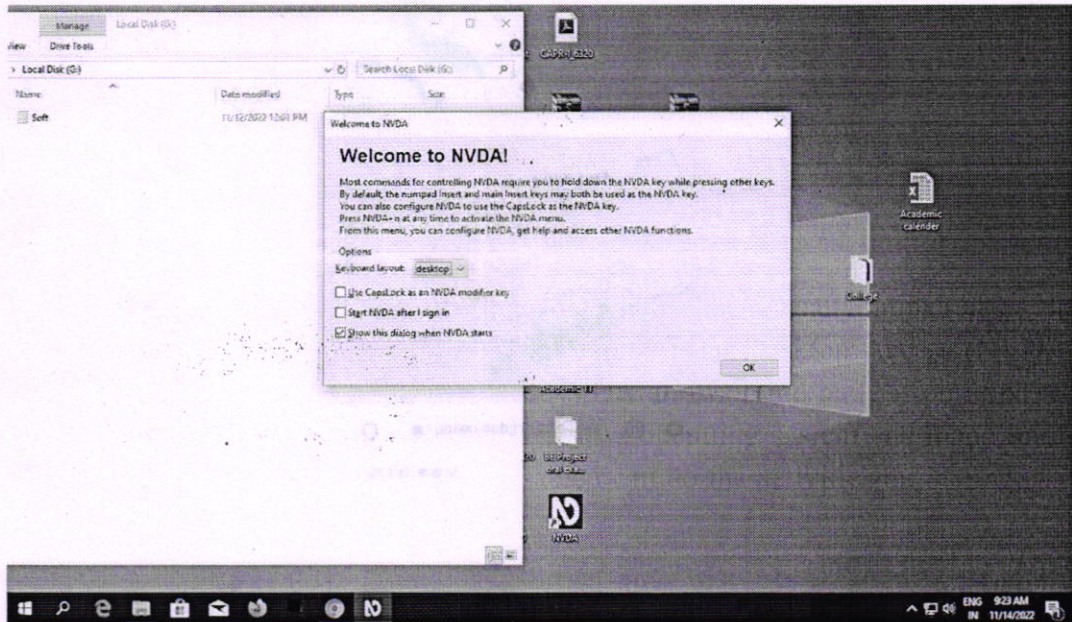 Manage
Local Disk (G:)
View
Drive Tools
> Local Disk (G:)
Search Local Disk (G:)
Name
Date modified
Type
Size
Soft
Welcome to NVDA
Welcome to NVDA!
Most commands for controlling NVDA require you to hold down the NVDA key while pressing other keys.
By default, the numpad Insert and main Insert keys may both be used as the NVDA key.
You can also configure NVDA to use the CapsLock as the NVDA key.
Press NVDA+n at any time to activate the NVDA menu.
From this menu, you can configure NVDA, get help and access other NVDA functions.
Options
Keyboard layout: desktop
Use CapsLock as an NVDA modifier key
Start NVDA after I sign in
Show this dialog when NVDA starts
OK
Academic
calender
College
Academic TT
BE Project
oral exa...
NVDA
ENG
IN
9:23 AM
11/14/2022